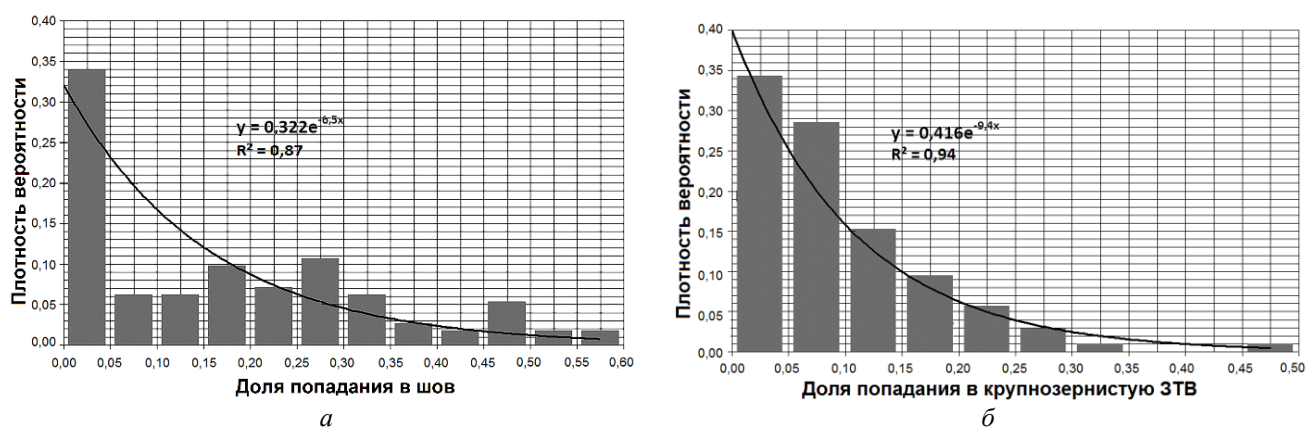 Плотность вероятности
0,40
0,35
0,30
0,25
0,20
0,15
0,10
0,05
0,00
y = 0,322e^-6,5x
R² = 0,87
0,00 0,05 0,10 0,15 0,20 0,25 0,30 0,35 0,40 0,45 0,50 0,55 0,60
Доля попадания в шов
а
Плотность вероятности
0,40
0,35
0,30
0,25
0,20
0,15
0,10
0,05
0,00
y = 0,416e^-9,4x
R² = 0,94
0,00 0,05 0,10 0,15 0,20 0,25 0,30 0,35 0,40 0,45 0,50
Доля попадания в крупнозернистую ЗТВ
б